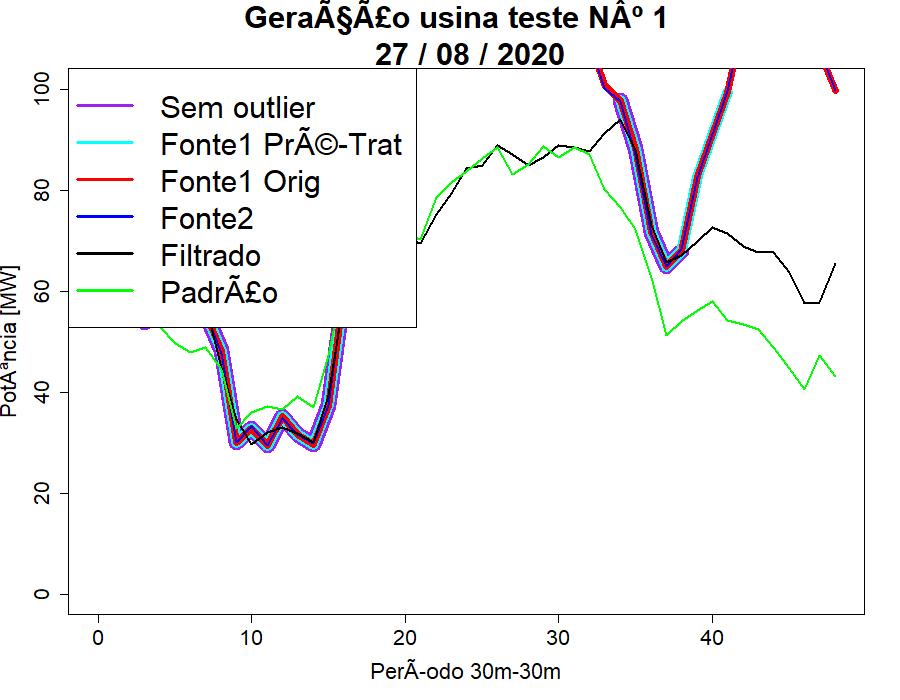 GeraÃ§Ã£o usina teste NÂº 1
27 / 08 / 2020
Sem outlier
Fonte1 PrÃ©-Trat
Fonte1 Orig
Fonte2
Filtrado
PadrÃ£o
PotÃªncia [MW]
100
80
60
40
20
0
0 10 20 30 40
PerÃ-odo 30m-30m